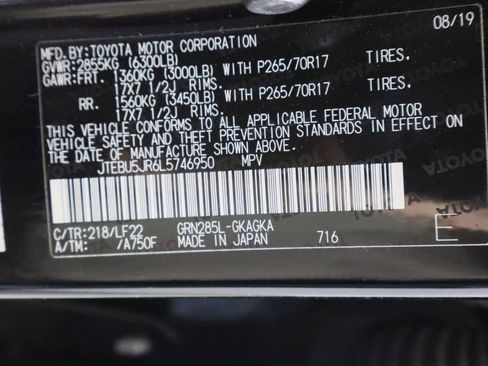 MFD.BY:TOYOTA MOTOR CORPORATION 08/19
GVWR:2855KG (6300LB)
GAWR:FRT. 1360KG (3000LB) WITH P265/70R17 TIRES,
17X7 1/2J RIMS.
RR. 1560KG (3450LB) WITH P265/70R17 TIRES,
17X7 1/2J RIMS.
THIS VEHICLE CONFORMS TO ALL APPLICABLE FEDERAL MOTOR
VEHICLE SAFETY AND THEFT PREVENTION STANDARDS IN EFFECT
ON THE DATE OF MANUFACTURE SHOWN ABOVE.
JTEBU5JR6L5746950 MPV
C/TR:218/LF22 GRN285L-GKAGKA
A/TM: /A750F MADE IN JAPAN 716 E
TOYOTA